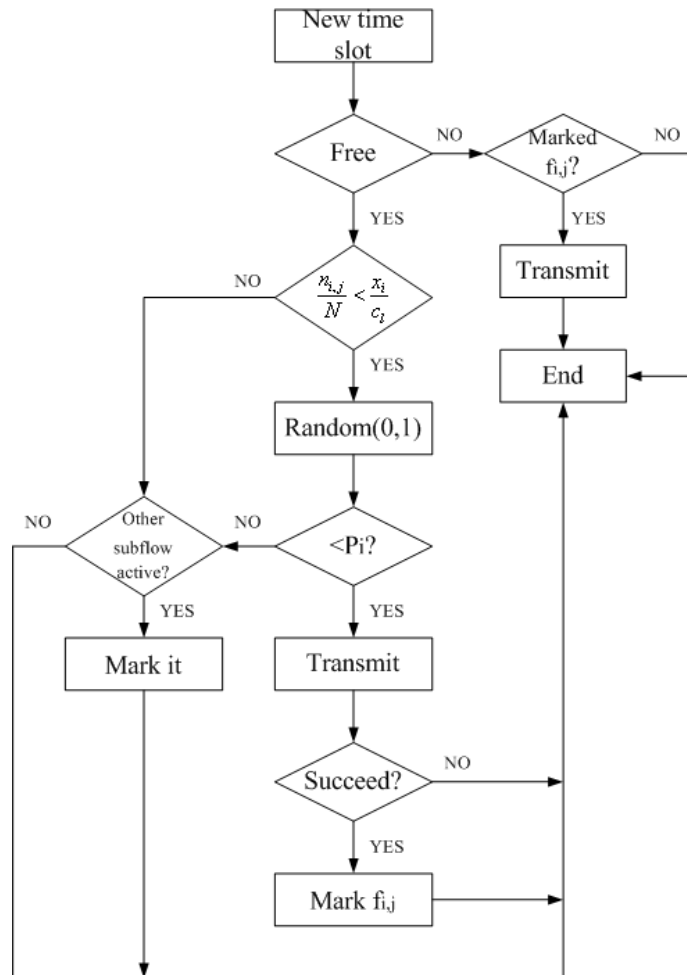 New time
slot
Free
NO
Marked
fi,j?
NO
YES
YES
Transmit
NO
n_{i,j}/N < x_i/c_l
YES
End
Random(0,1)
NO
Other
subflow
active?
NO
<Pi?
YES
YES
Mark it
Transmit
Succeed?
NO
YES
Mark fi,j